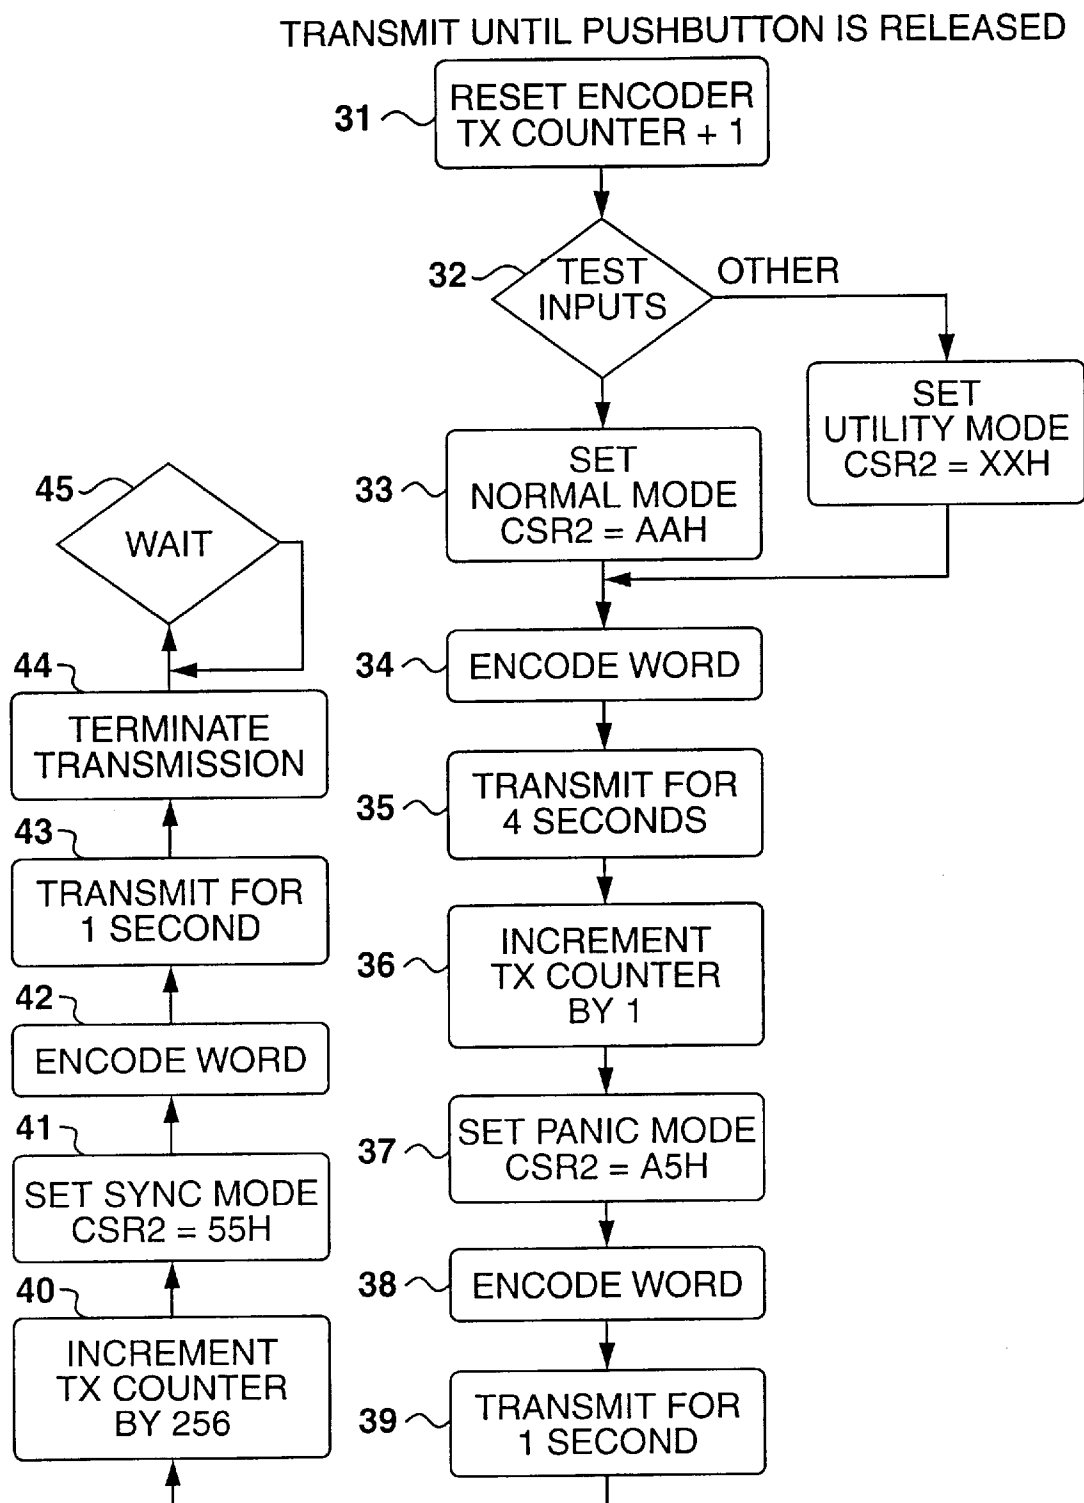 TRANSMIT UNTIL PUSHBUTTON IS RELEASED
31
RESET ENCODER
TX COUNTER + 1
32
TEST
INPUTS
OTHER
SET
UTILITY MODE
CSR2 = XXH
33
SET
NORMAL MODE
CSR2 = AAH
34
ENCODE WORD
35
TRANSMIT FOR
4 SECONDS
36
INCREMENT
TX COUNTER
BY 1
37
SET PANIC MODE
CSR2 = A5H
38
ENCODE WORD
39
TRANSMIT FOR
1 SECOND
40
INCREMENT
TX COUNTER
BY 256
41
SET SYNC MODE
CSR2 = 55H
42
ENCODE WORD
43
TRANSMIT FOR
1 SECOND
44
TERMINATE
TRANSMISSION
45
WAIT